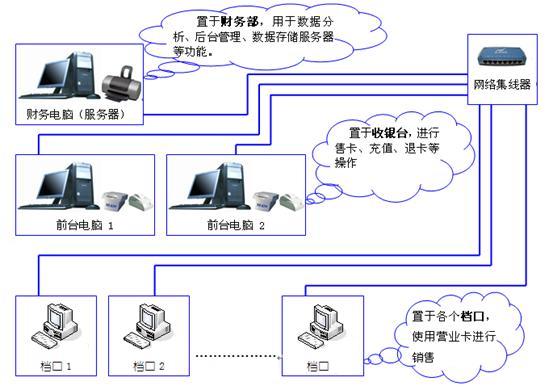 置于财务部，用于数据分
析、后台管理、数据存储服务器
等功能。
网络集线器
财务电脑（服务器）
置于收银台，进行
售卡、充值、退卡等
操作
前台电脑 1
前台电脑 2
置于各个档口，
使用营业卡进行
销售
档口 1
档口 2
档口